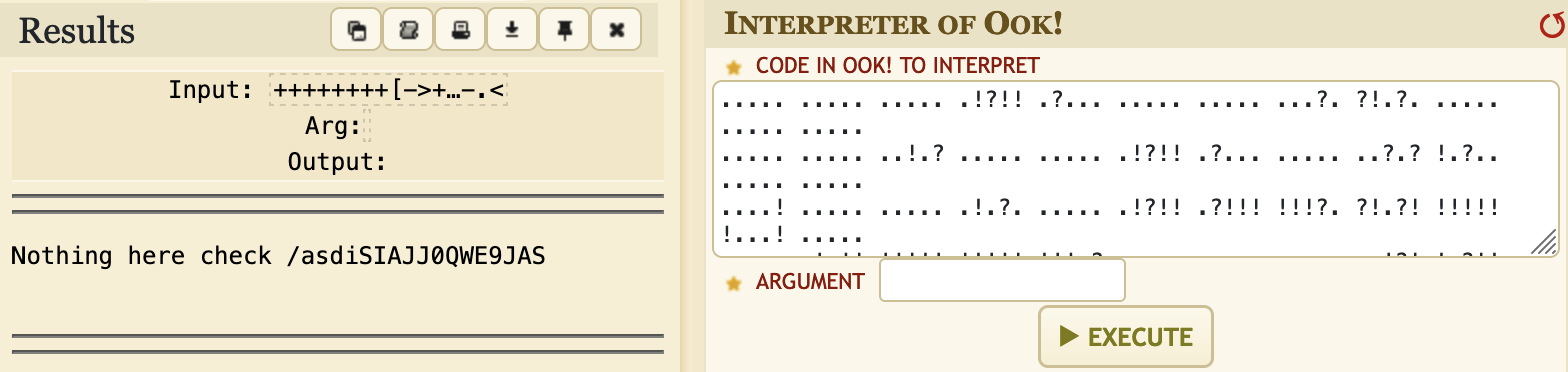 Results
Input: ++++++++[->+…-.<
Arg:
Output:
Nothing here check /asdiSIAJJ0QWE9JAS
INTERPRETER OF OOK!
CODE IN OOK! TO INTERPRET
..... ..... ..... .!?!! .?... ..... ..... ...?. ?!.?. .....
..... .....
..... ..... ..!.? ..... ..... .!?!! .?... ..... ..?.? !.?..
..... .....
....! ..... ..... .!.?. ..... .!?!! .?!!! !!!?. ?!.?! !!!!!
!...! .....
ARGUMENT
EXECUTE